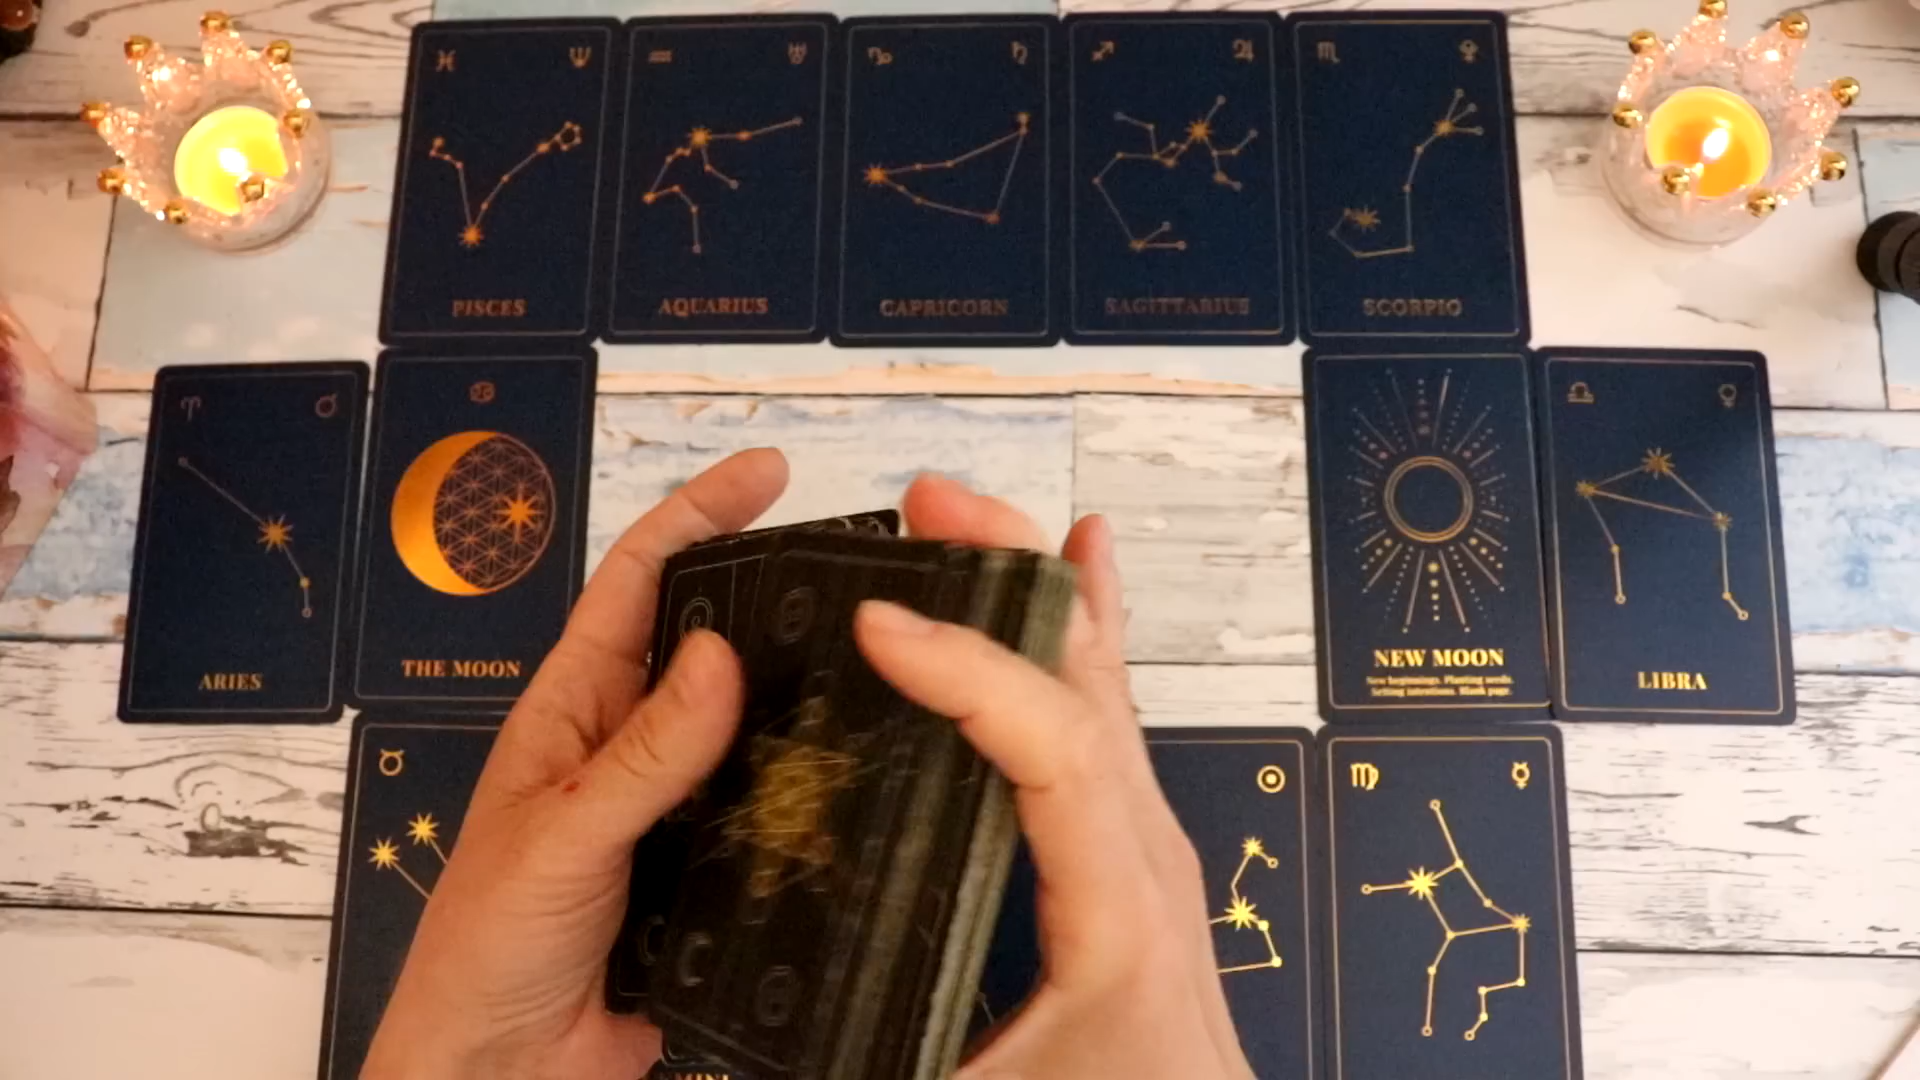 PISCES
AQUARIUS
CAPRICORN
SAGITTARIUS
SCORPIO
ARIES
THE MOON
NEW MOON
New beginnings. Planting seeds.
Setting intentions. Blank page.
LIBRA